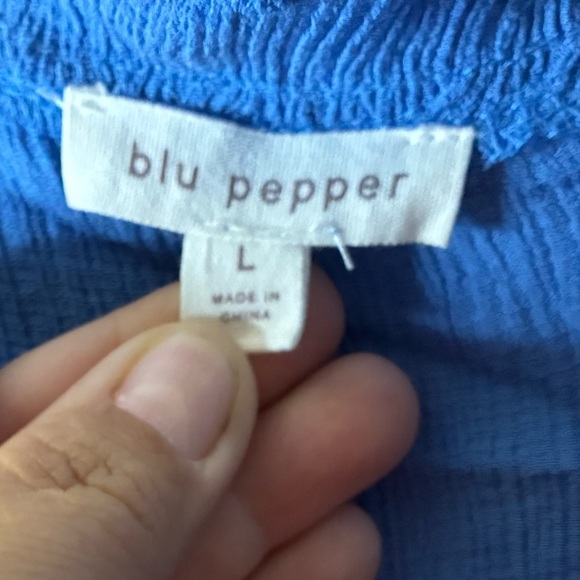 blu pepper
L
MADE IN
CHINA